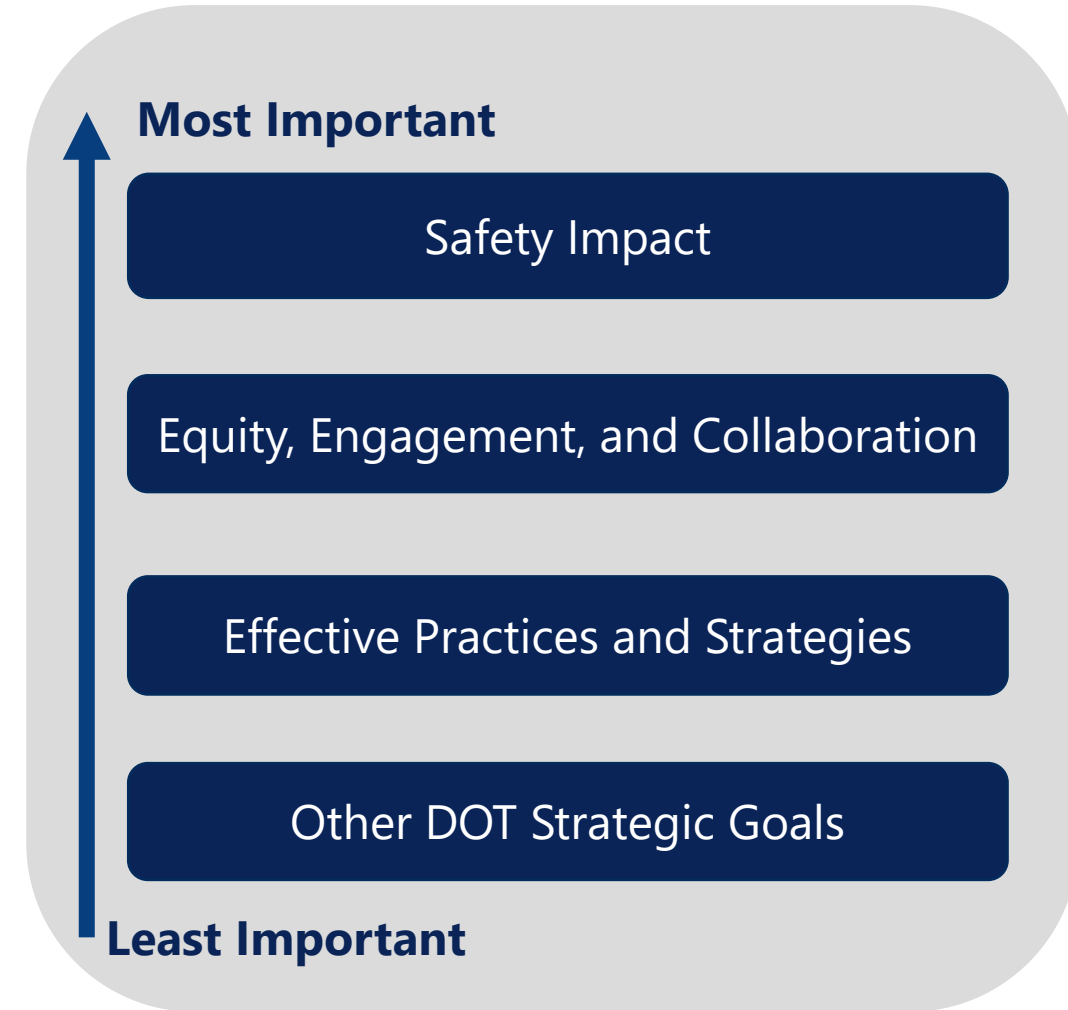 Most Important
Safety Impact
Equity, Engagement, and Collaboration
Effective Practices and Strategies
Other DOT Strategic Goals
Least Important